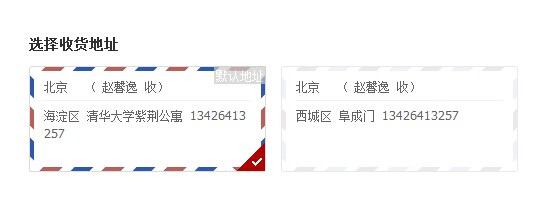 选择收货地址
默认地址
北京 （ 赵馨逸 收）
海淀区 清华大学紫荆公寓 13426413
257
北京 （ 赵馨逸 收）
西城区 阜成门 13426413257